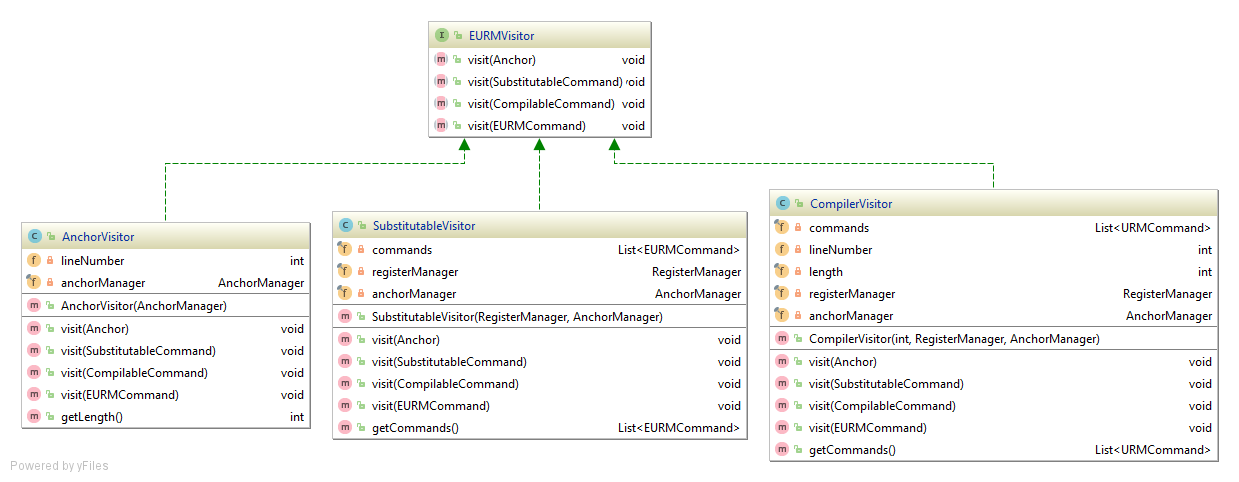 EURMVisitor
visit(Anchor) void
visit(SubstitutableCommand) void
visit(CompilableCommand) void
visit(EURMCommand) void
AnchorVisitor
lineNumber int
anchorManager AnchorManager
AnchorVisitor(AnchorManager)
visit(Anchor) void
visit(SubstitutableCommand) void
visit(CompilableCommand) void
visit(EURMCommand) void
getLength() int
SubstitutableVisitor
commands List<EURMCommand>
registerManager RegisterManager
anchorManager AnchorManager
SubstitutableVisitor(RegisterManager, AnchorManager)
visit(Anchor) void
visit(SubstitutableCommand) void
visit(CompilableCommand) void
visit(EURMCommand) void
getCommands() List<EURMCommand>
CompilerVisitor
commands List<URMCommand>
lineNumber int
length int
registerManager RegisterManager
anchorManager AnchorManager
CompilerVisitor(int, RegisterManager, AnchorManager)
visit(Anchor) void
visit(SubstitutableCommand) void
visit(CompilableCommand) void
visit(EURMCommand) void
getCommands() List<URMCommand>
Powered by yFiles